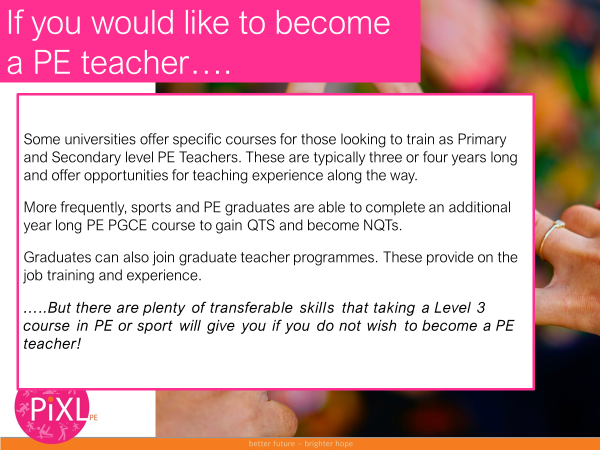 If you would like to become
a PE teacher….
Some universities offer specific courses for those looking to train as Primary
and Secondary level PE Teachers. These are typically three or four years long
and offer opportunities for teaching experience along the way.
More frequently, sports and PE graduates are able to complete an additional
year long PE PGCE course to gain QTS and become NQTs.
Graduates can also join graduate teacher programmes. These provide on the
job training and experience.
…..But there are plenty of transferable skills that taking a Level 3
course in PE or sport will give you if you do not wish to become a PE
teacher!
PiXL
PE
better future – brighter hope